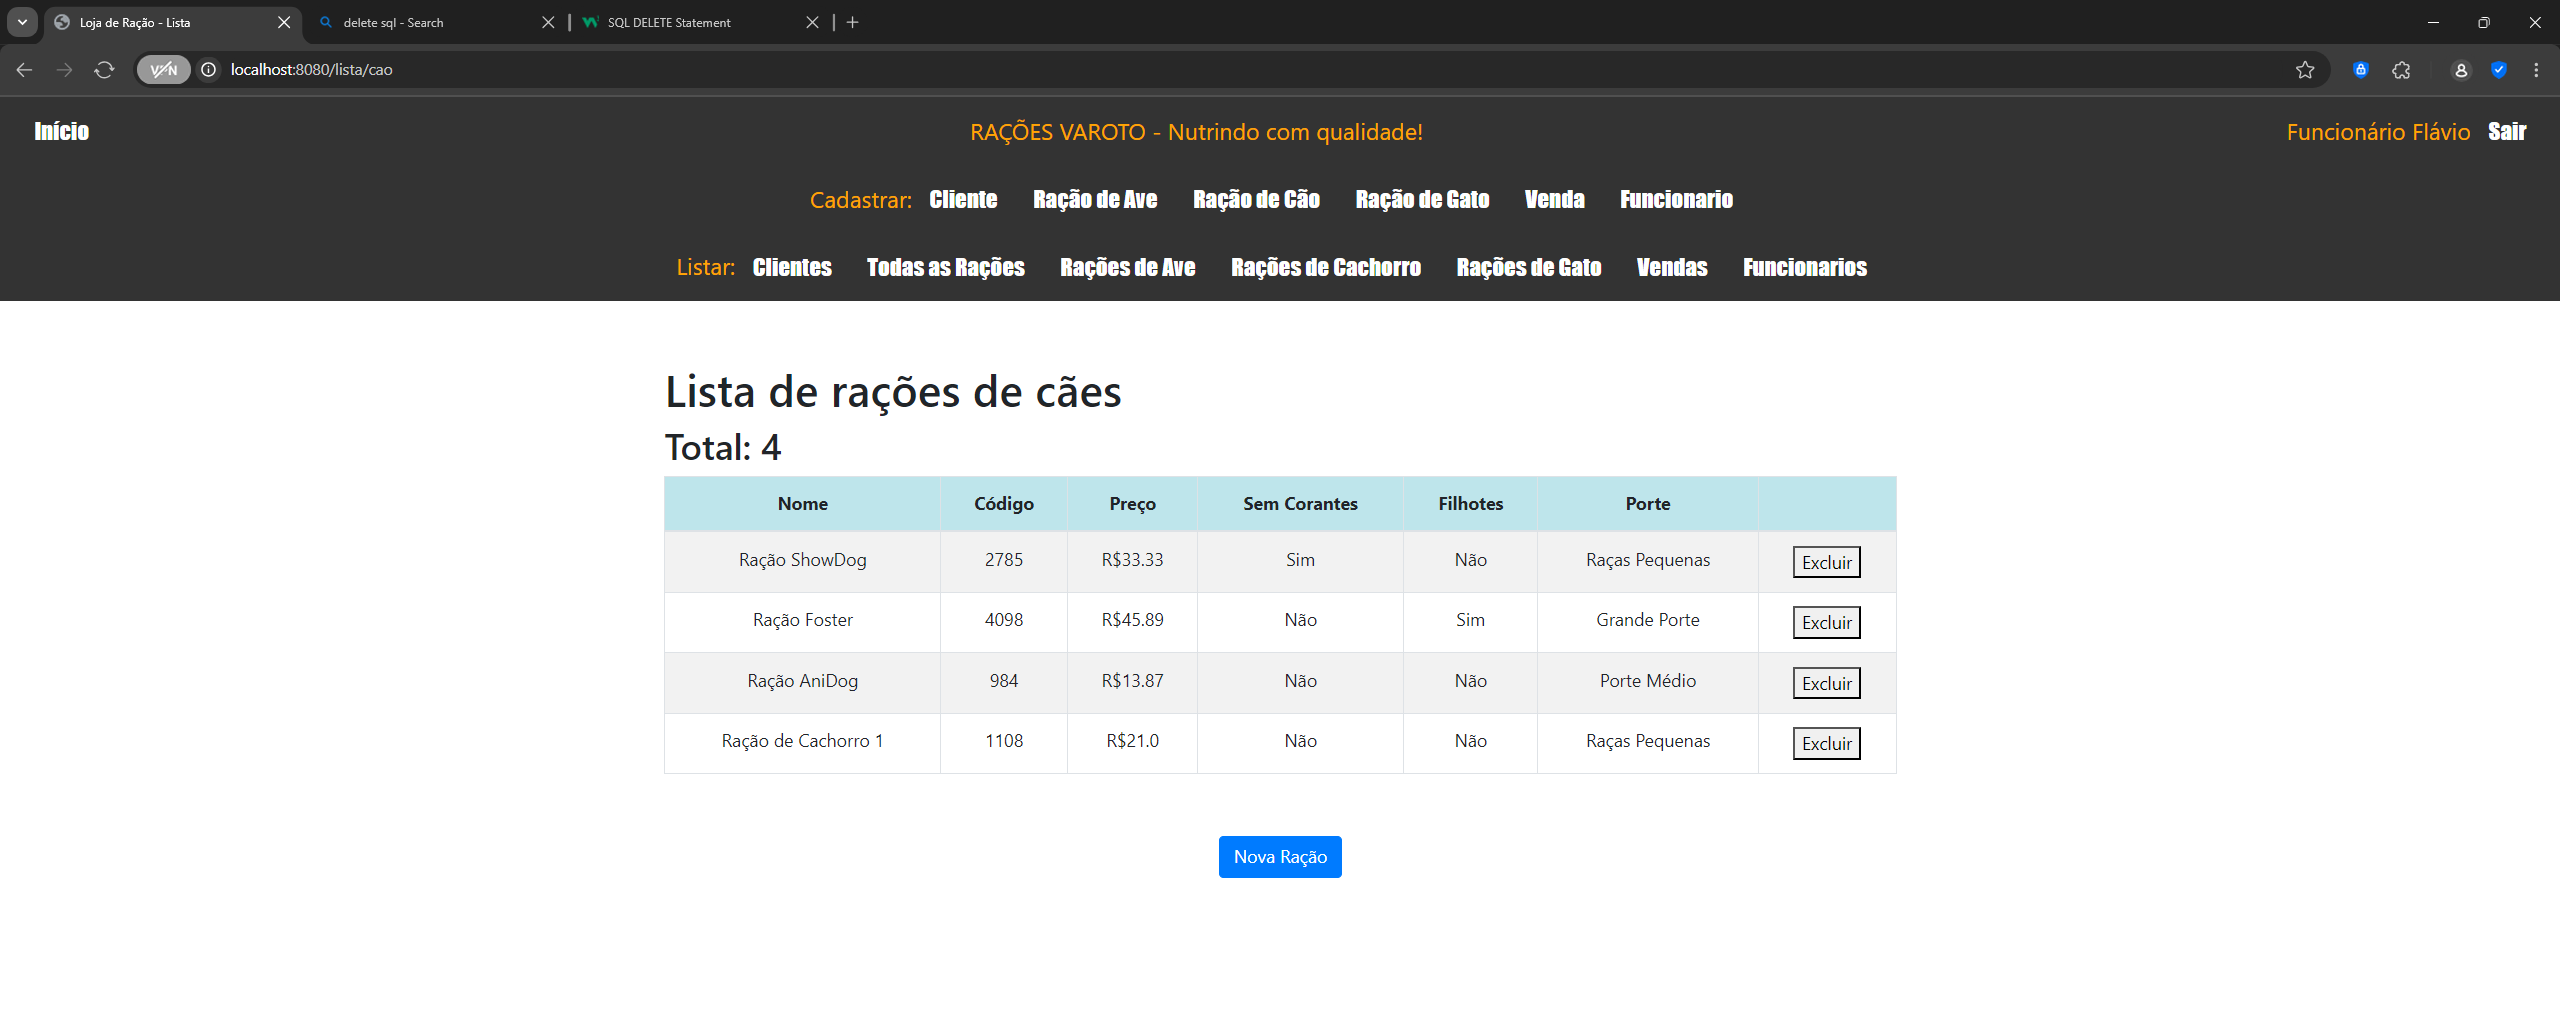 Loja de Ração - Lista
delete sql - Search
SQL DELETE Statement
VPN
localhost:8080/lista/cao
Início
RAÇÕES VAROTO - Nutrindo com qualidade!
Funcionário Flávio Sair
Cadastrar: Cliente Ração de Ave Ração de Cão Ração de Gato Venda Funcionario
Listar: Clientes Todas as Rações Rações de Ave Rações de Cachorro Rações de Gato Vendas Funcionarios
Lista de rações de cães
Total: 4
Nome Código Preço Sem Corantes Filhotes Porte
Ração ShowDog 2785 R$33.33 Sim Não Raças Pequenas Excluir
Ração Foster 4098 R$45.89 Não Sim Grande Porte Excluir
Ração AniDog 984 R$13.87 Não Não Porte Médio Excluir
Ração de Cachorro 1 1108 R$21.0 Não Não Raças Pequenas Excluir
Nova Ração